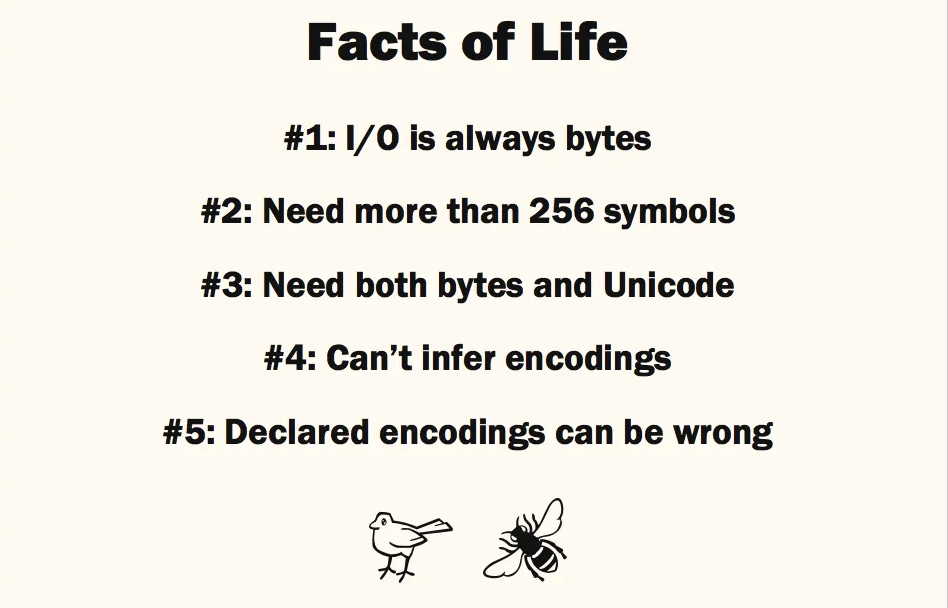 Facts of Life
#1: I/O is always bytes
#2: Need more than 256 symbols
#3: Need both bytes and Unicode
#4: Can’t infer encodings
#5: Declared encodings can be wrong